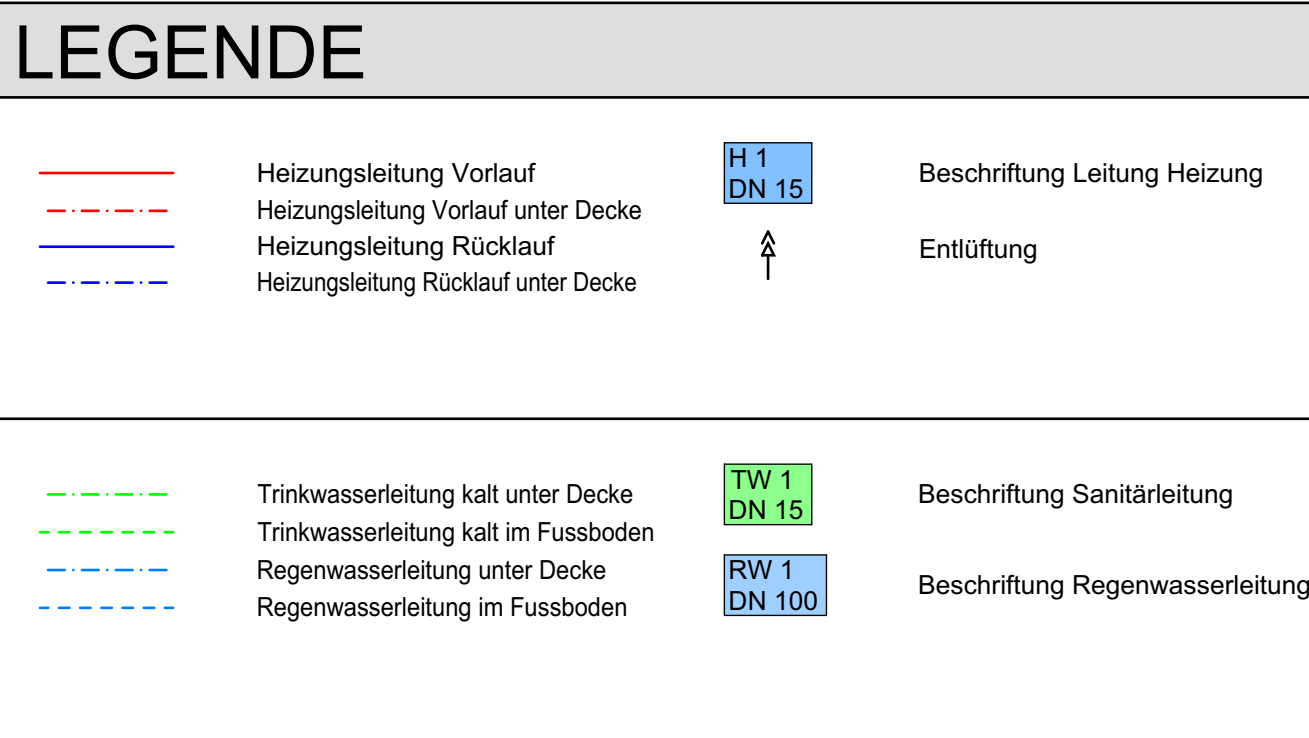 LEGENDE
Heizungsleitung Vorlauf
Heizungsleitung Vorlauf unter Decke
Heizungsleitung Rücklauf
Heizungsleitung Rücklauf unter Decke
H 1
DN 15
Beschriftung Leitung Heizung
Entlüftung
Trinkwasserleitung kalt unter Decke
Trinkwasserleitung kalt im Fussboden
Regenwasserleitung unter Decke
Regenwasserleitung im Fussboden
TW 1
DN 15
Beschriftung Sanitärleitung
RW 1
DN 100
Beschriftung Regenwasserleitung